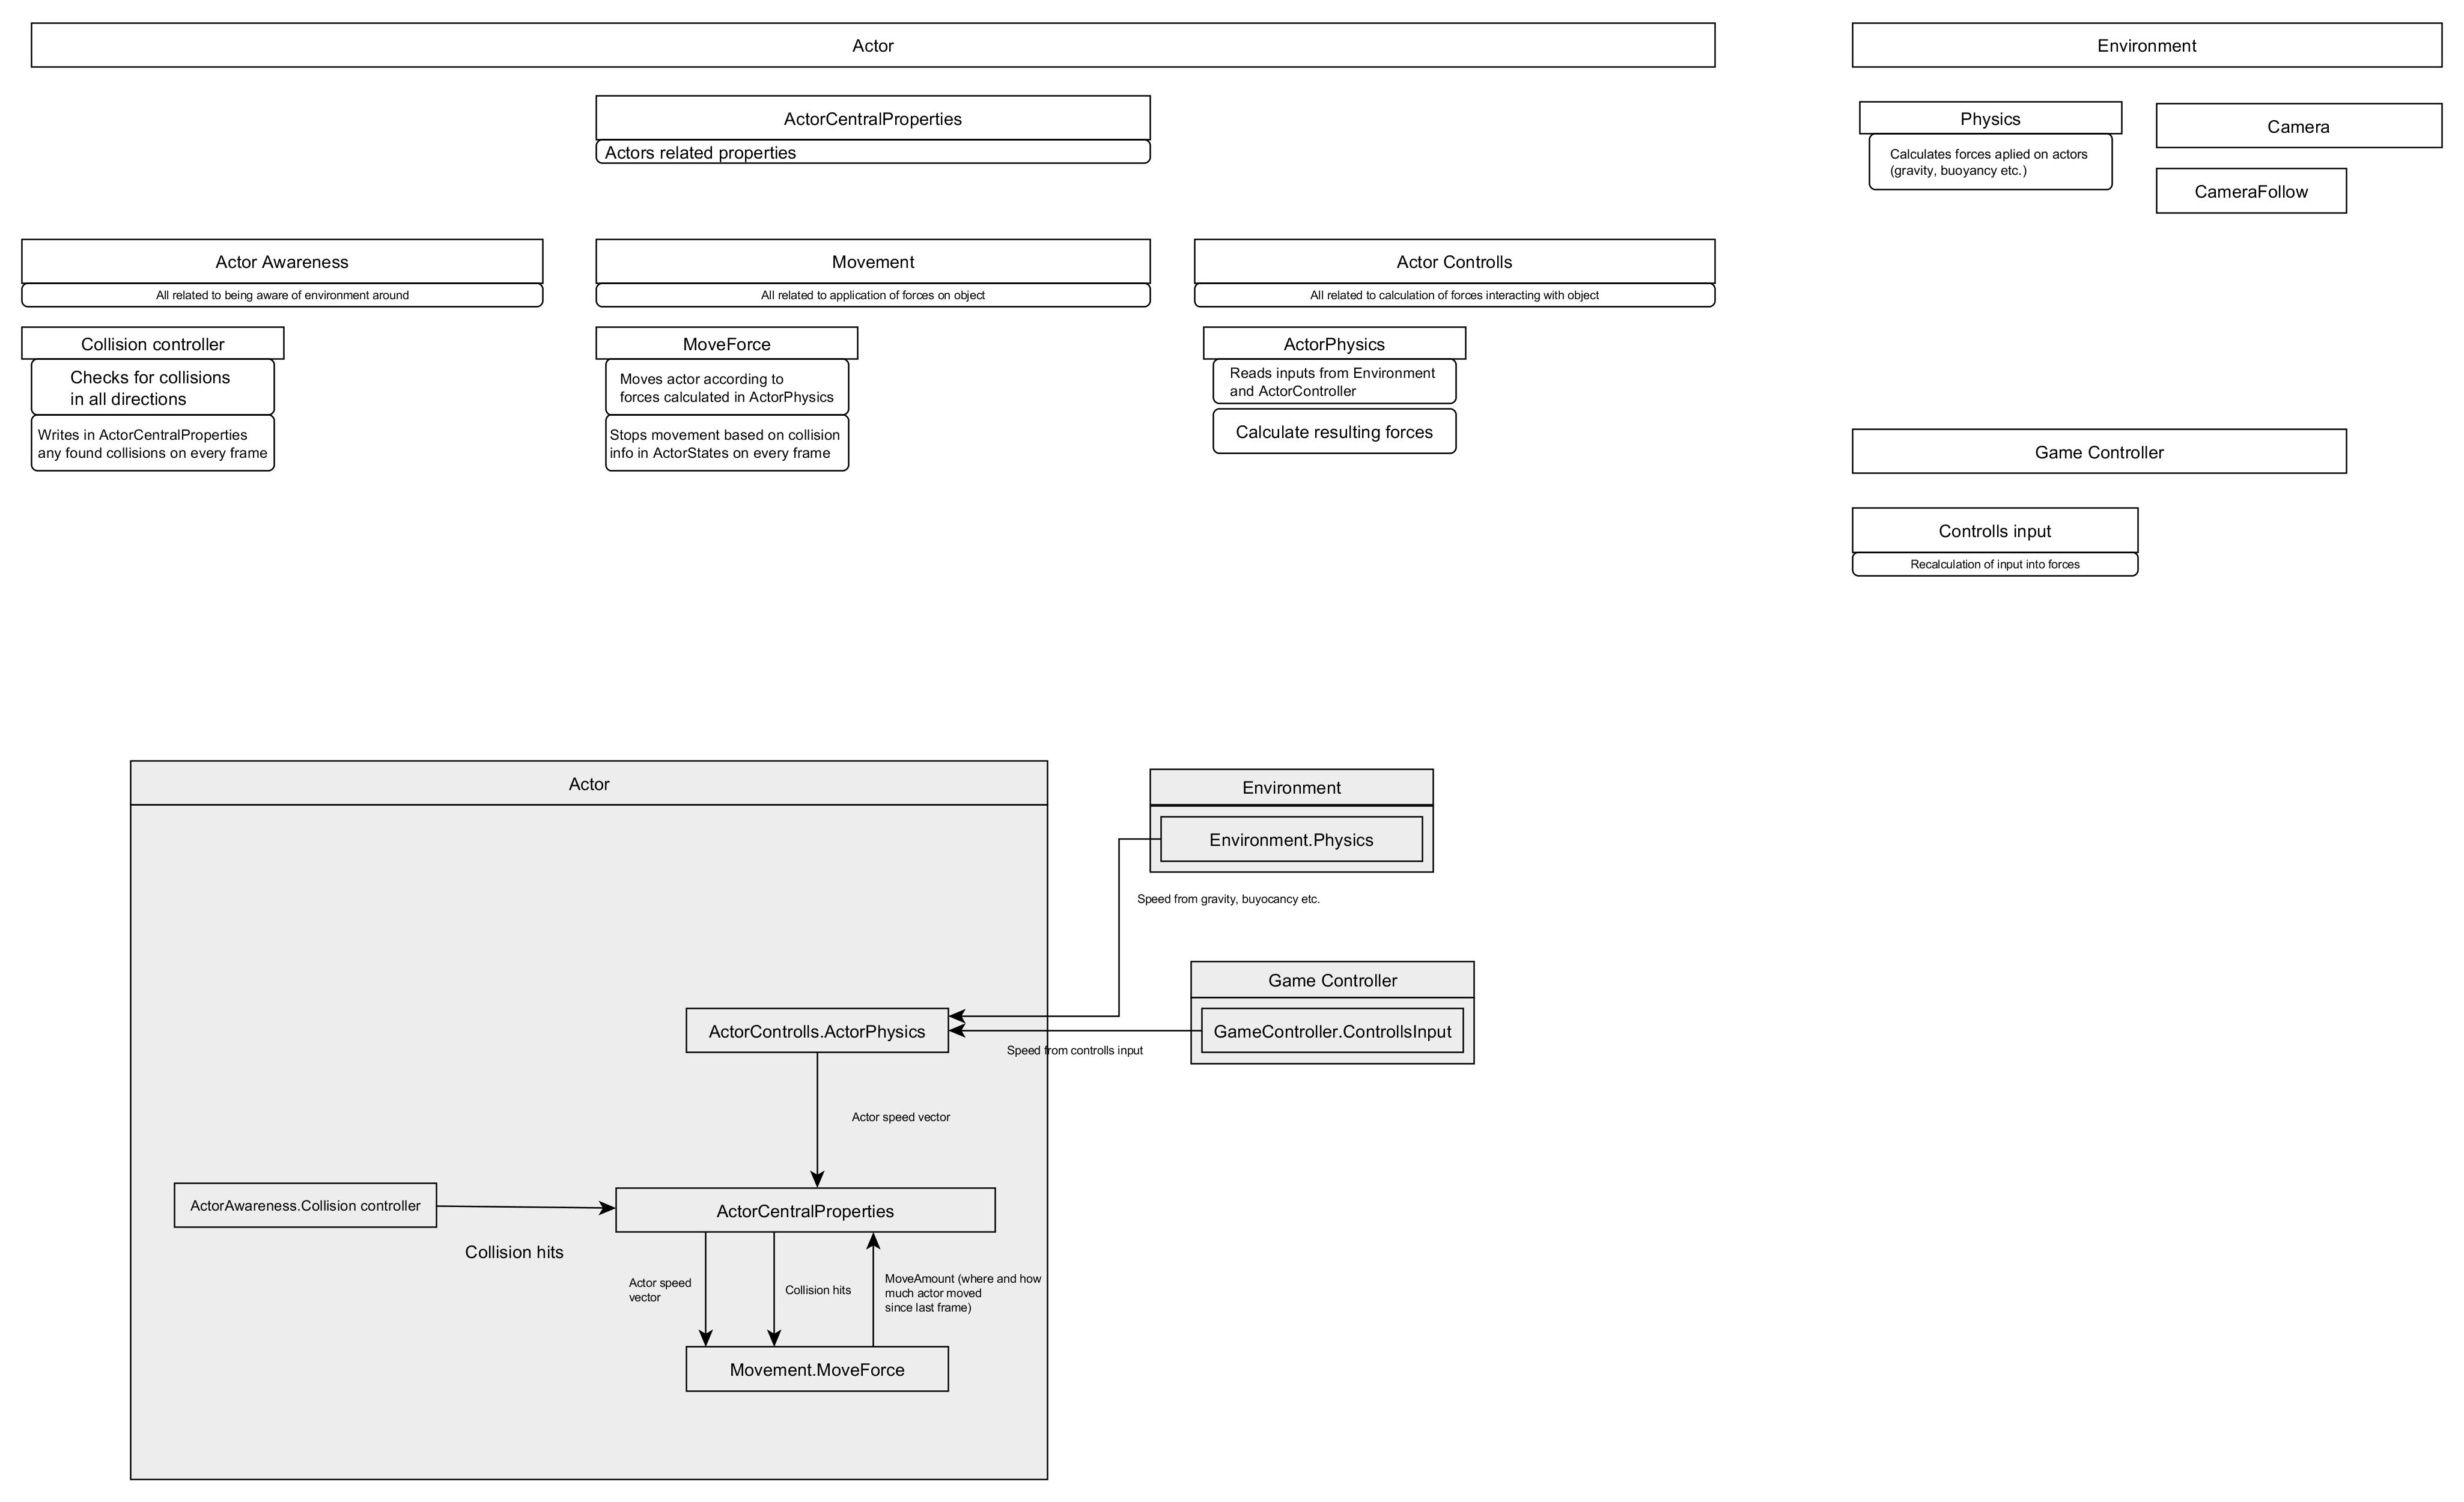 Actor
Environment
ActorCentralProperties
Actors related properties
Physics
Calculates forces aplied on actors
(gravity, buoyancy etc.)
Camera
CameraFollow
Actor Awareness
All related to being aware of environment around
Movement
All related to application of forces on object
Actor Controlls
All related to calculation of forces interacting with object
Collision controller
Checks for collisions
in all directions
Writes in ActorCentralProperties
any found collisions on every frame
MoveForce
Moves actor according to
forces calculated in ActorPhysics
Stops movement based on collision
info in ActorStates on every frame
ActorPhysics
Reads inputs from Environment
and ActorController
Calculate resulting forces
Game Controller
Controlls input
Recalculation of input into forces
Actor
Environment
Environment.Physics
Speed from gravity, buyocancy etc.
Game Controller
GameController.ControllsInput
Speed from controlls input
ActorControlls.ActorPhysics
Actor speed vector
ActorAwareness.Collision controller
Collision hits
ActorCentralProperties
Actor speed
vector
Collision hits
MoveAmount (where and how
much actor moved
since last frame)
Movement.MoveForce